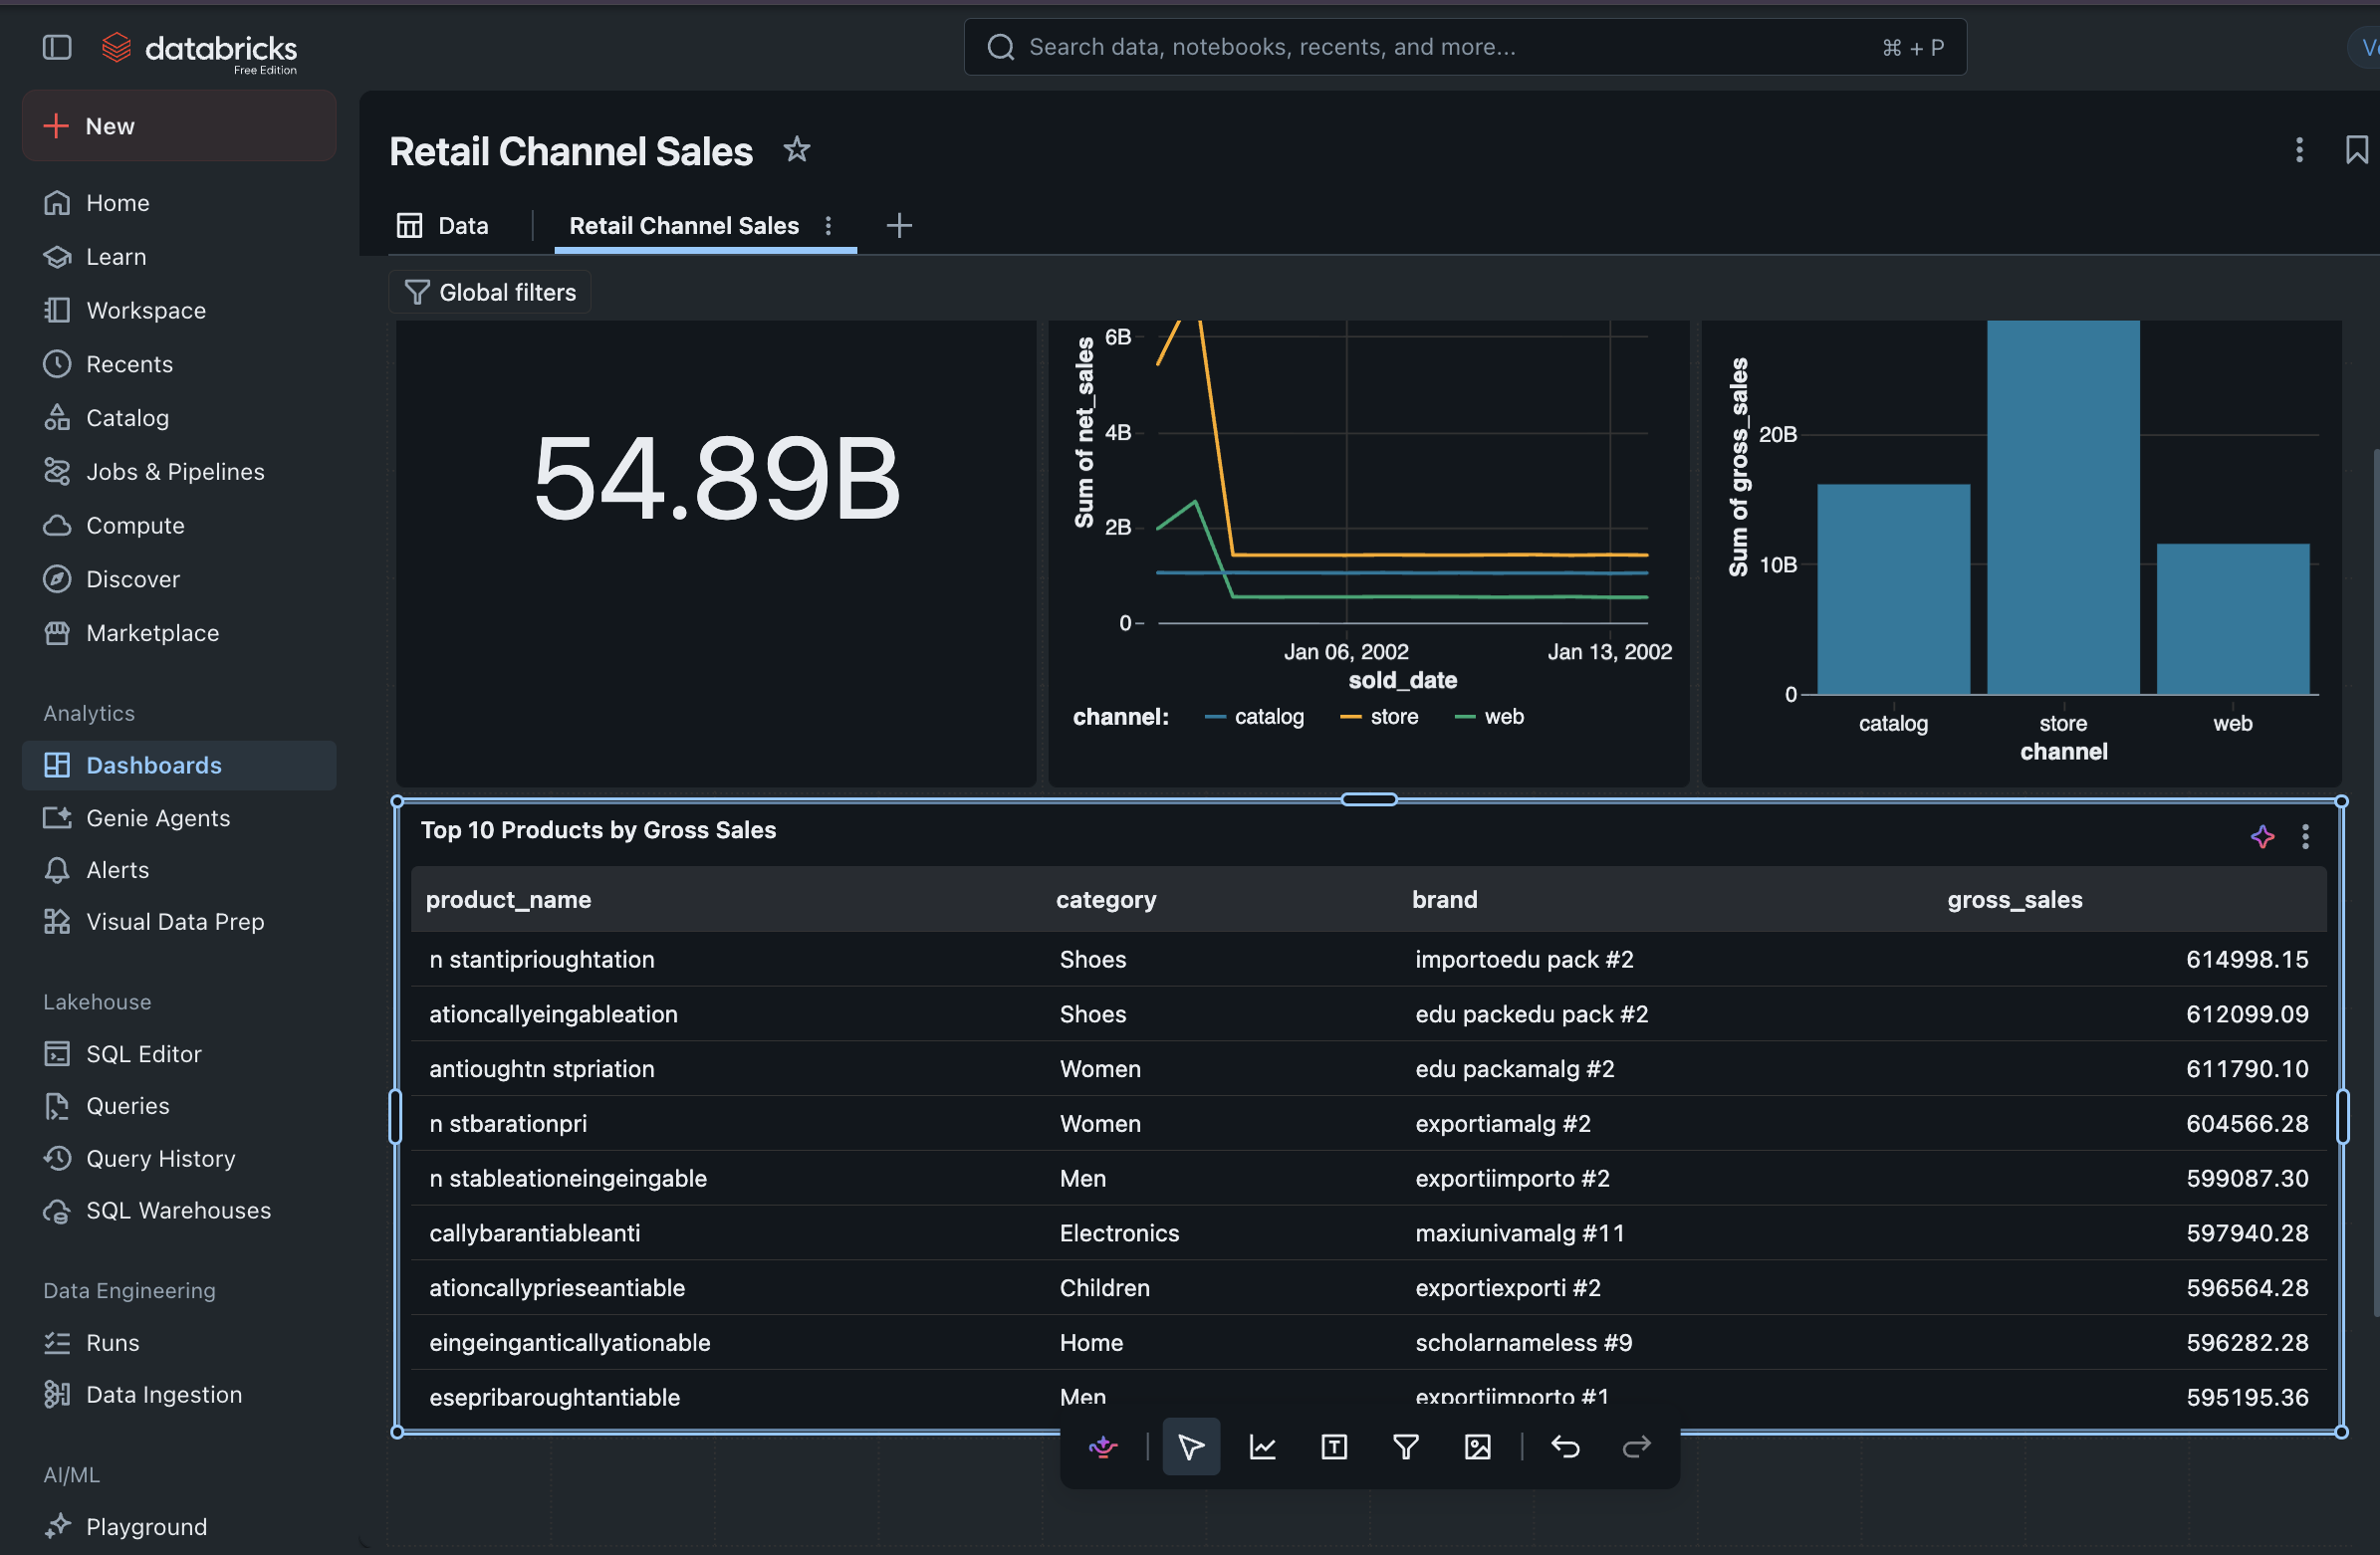 databricks
Free Edition
Search data, notebooks, recents, and more...
⌘ + P
New
Home
Learn
Workspace
Recents
Catalog
Jobs & Pipelines
Compute
Discover
Marketplace
Analytics
Dashboards
Genie Agents
Alerts
Visual Data Prep
Lakehouse
SQL Editor
Queries
Query History
SQL Warehouses
Data Engineering
Runs
Data Ingestion
AI/ML
Playground
Retail Channel Sales
Data
Retail Channel Sales
Global filters
54.89B
Sum of net_sales
6B
4B
2B
0
Jan 06, 2002 Jan 13, 2002
sold_date
channel: catalog store web
Sum of gross_sales
20B
10B
0
catalog store web
channel
Top 10 Products by Gross Sales
product_name category brand gross_sales
n stantiprioughtation Shoes importoedu pack #2 614998.15
ationcallyeingableation Shoes edu packedu pack #2 612099.09
antioughtn stpriation Women edu packamalg #2 611790.10
n stbarationpri Women exportiamalg #2 604566.28
n stableationeingeingable Men exportiimporto #2 599087.30
callybarantiableanti Electronics maxiunivamalg #11 597940.28
ationcallyprieseantiable Children exportiexporti #2 596564.28
eingeinganticallyationable Home scholarnameless #9 596282.28
esepribaroughtantiable Men exportiimporto #1 595195.36